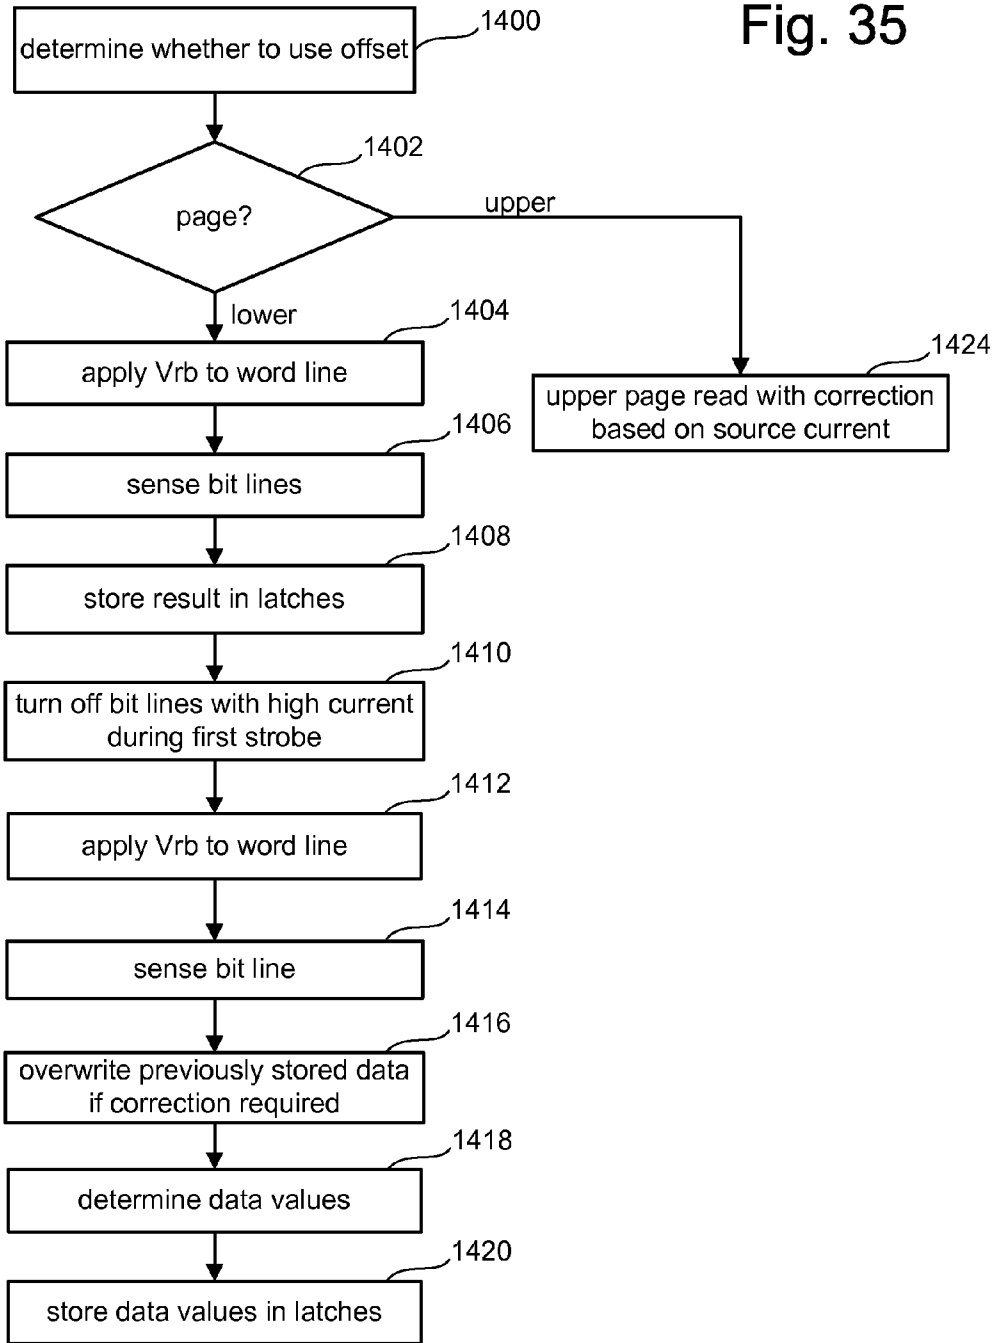 Fig. 35
1400
determine whether to use offset
1402
page?
upper
lower
1404
apply Vrb to word line
1424
upper page read with correction
based on source current
1406
sense bit lines
1408
store result in latches
1410
turn off bit lines with high current
during first strobe
1412
apply Vrb to word line
1414
sense bit line
1416
overwrite previously stored data
if correction required
1418
determine data values
1420
store data values in latches